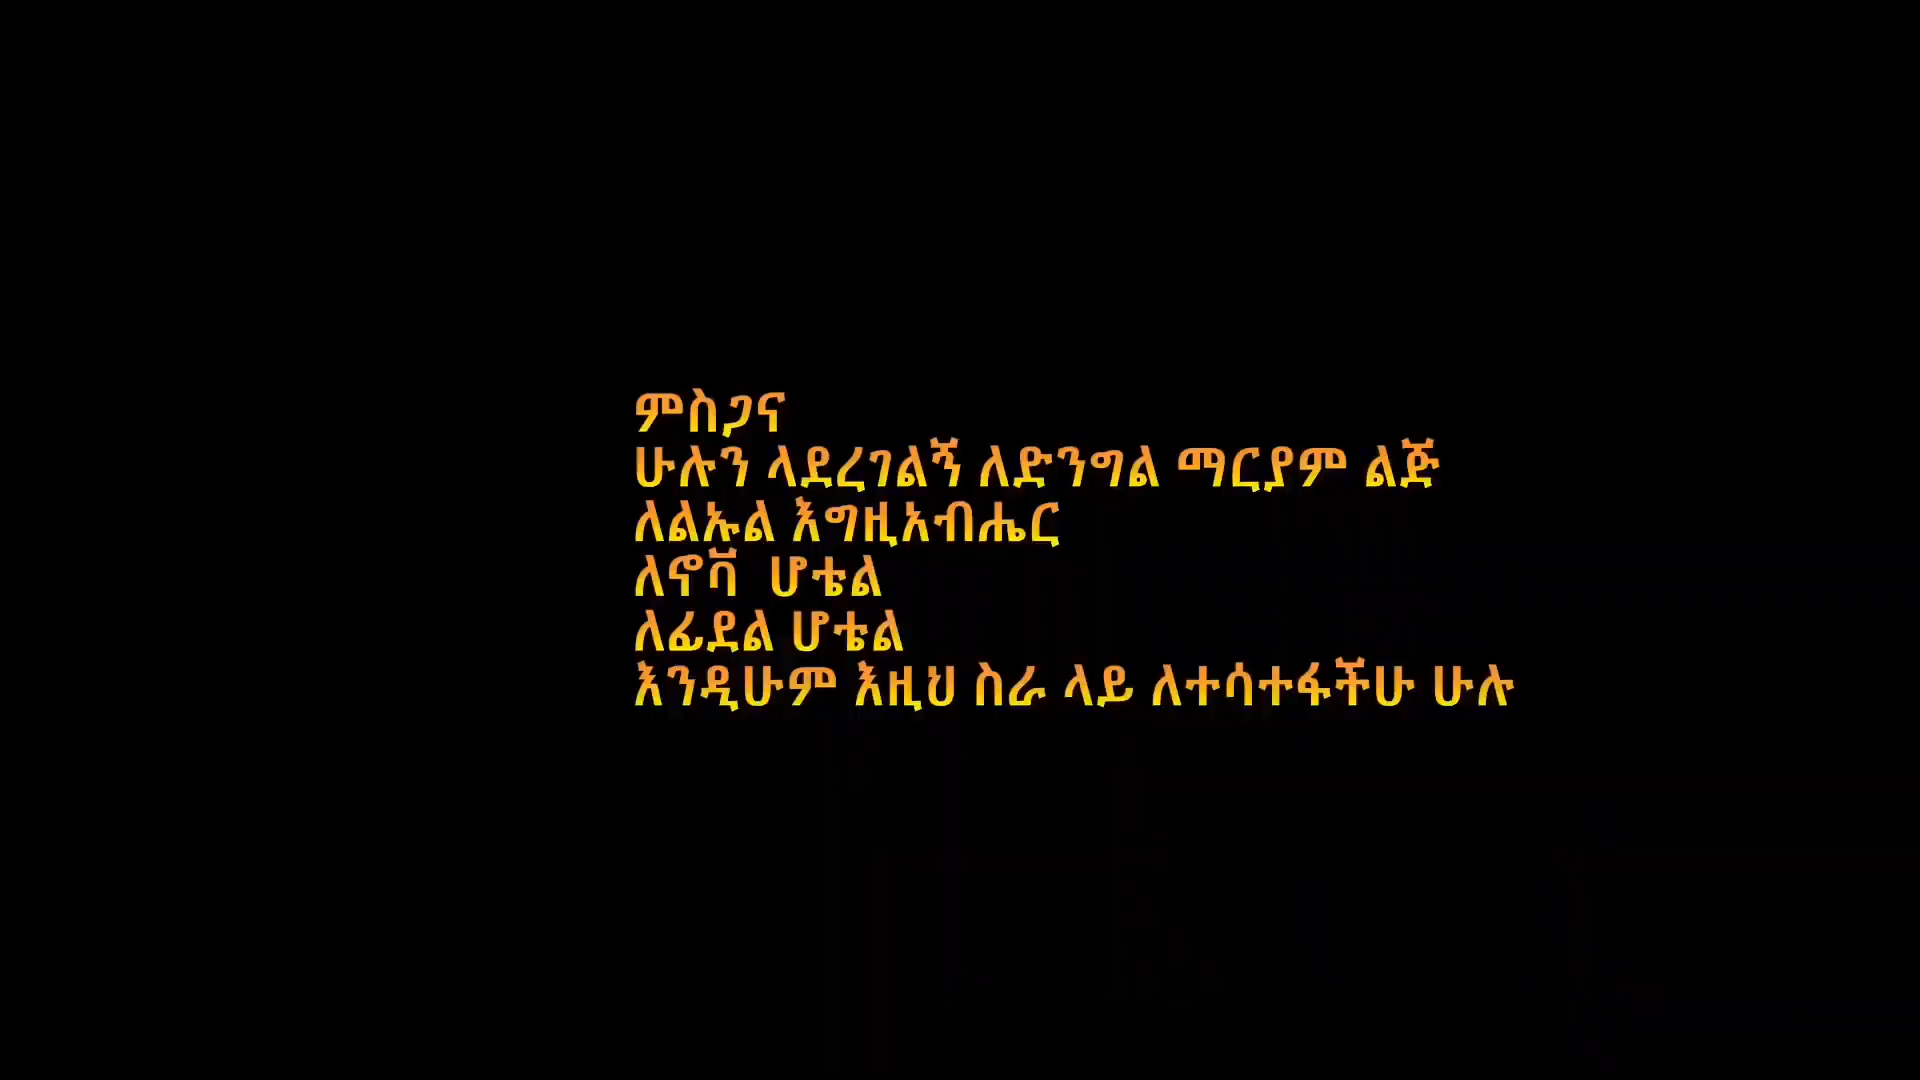 ምስጋና
ሁሉን ላደረገልኝ ለድንግል ማርያም ልጅ
ለልኡል እግዚአብሔር
ለኖቫ ሆቴል
ለፊደል ሆቴል
እንዲሁም እዚህ ስራ ላይ ለተሳተፋችሁ ሁሉ